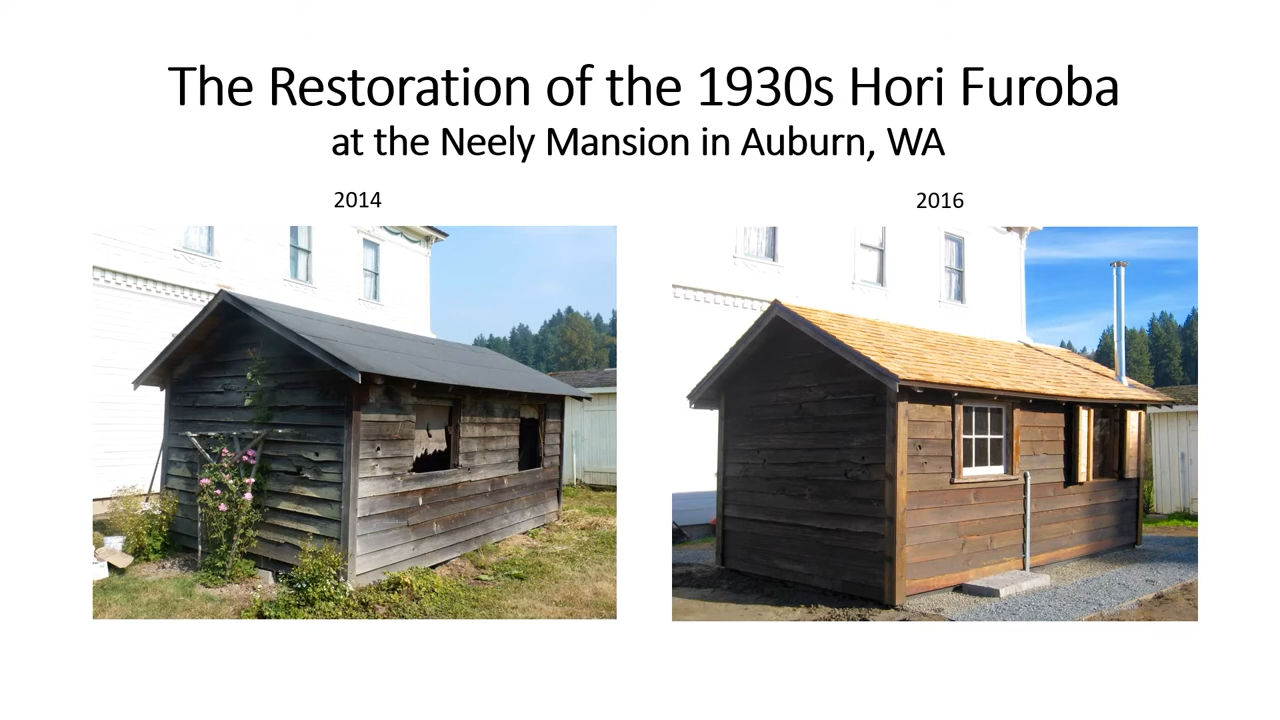 The Restoration of the 1930s Hori Furoba
at the Neely Mansion in Auburn, WA
2014
2016